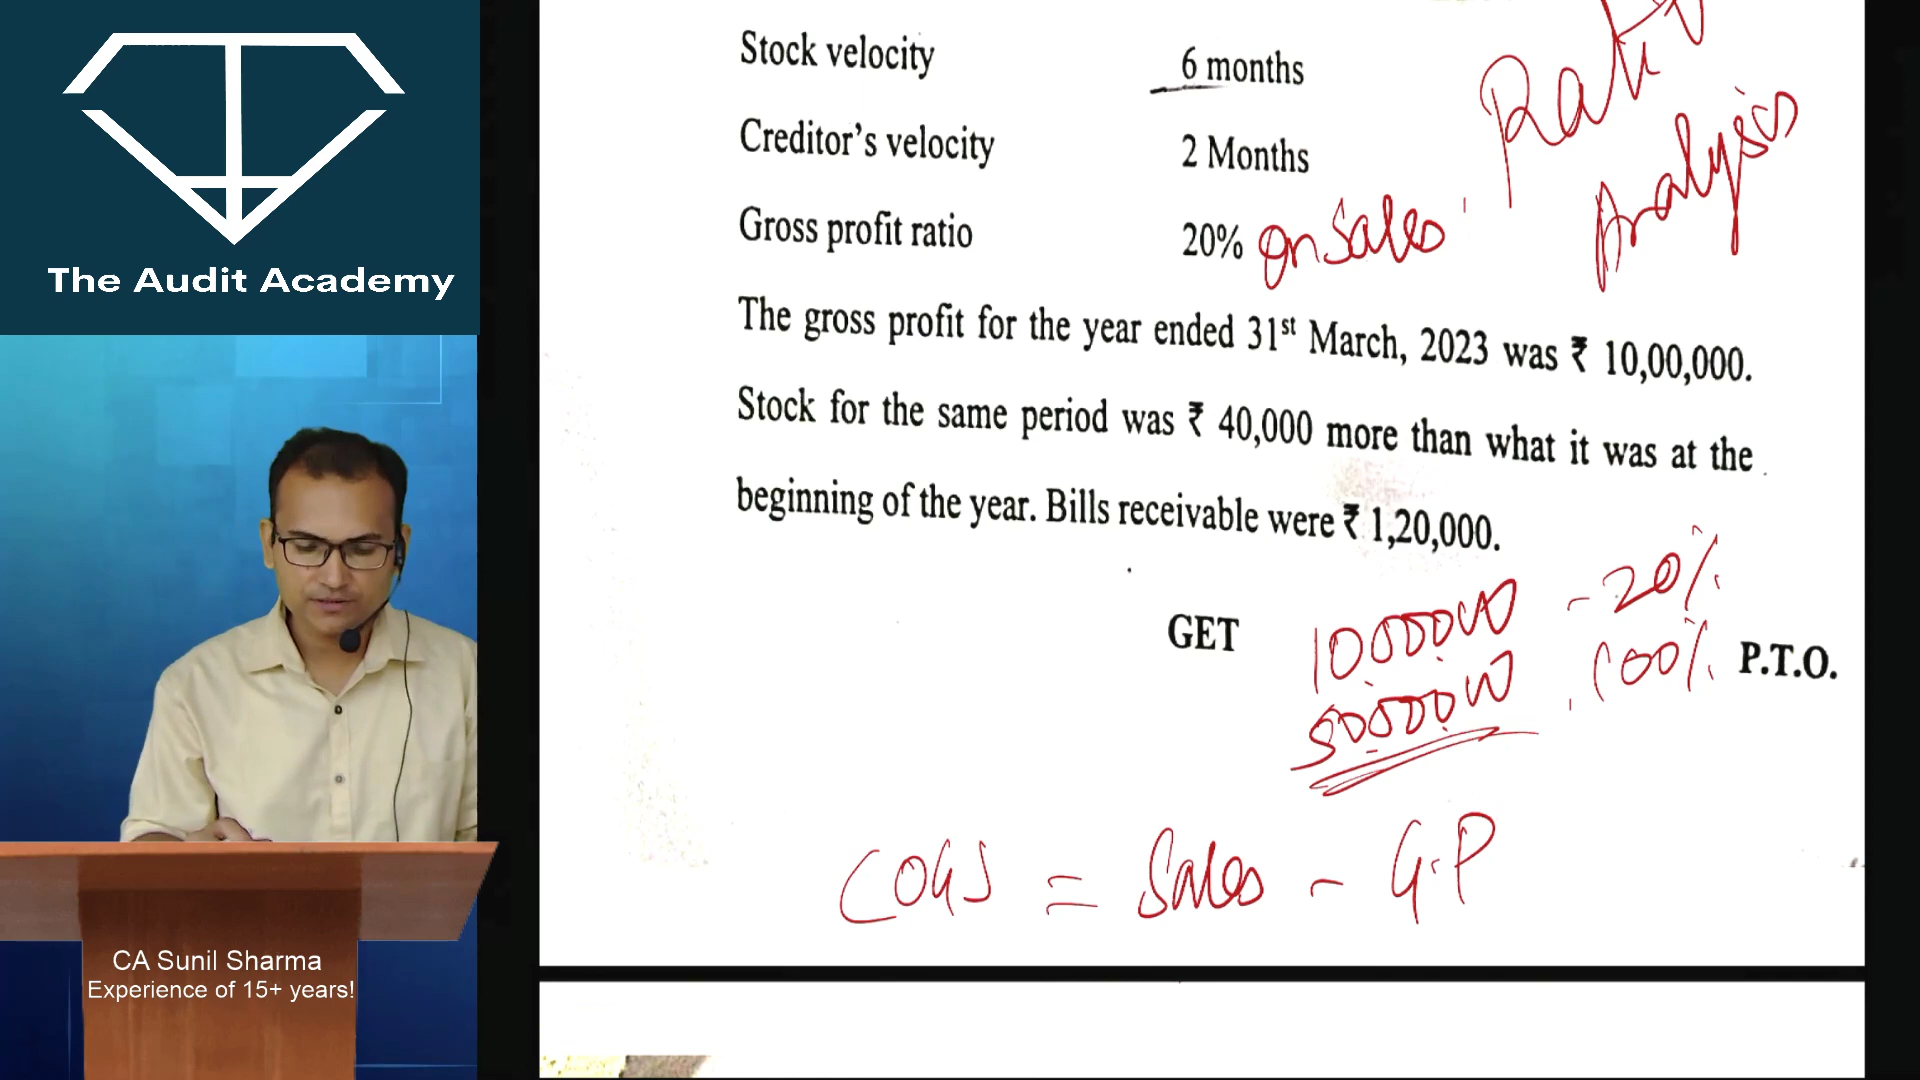 The Audit Academy
Stock velocity 6 months
Creditor's velocity 2 Months
Gross profit ratio 20% on Sales
Ratio
Analysis
The gross profit for the year ended 31st March, 2023 was ₹ 10,00,000.
Stock for the same period was ₹ 40,000 more than what it was at the
beginning of the year. Bills receivable were ₹ 1,20,000.
GET
1000000 - 20%
5000000 . 100%
P.T.O.
COGS = Sales - G.P
CA Sunil Sharma
Experience of 15+ years!